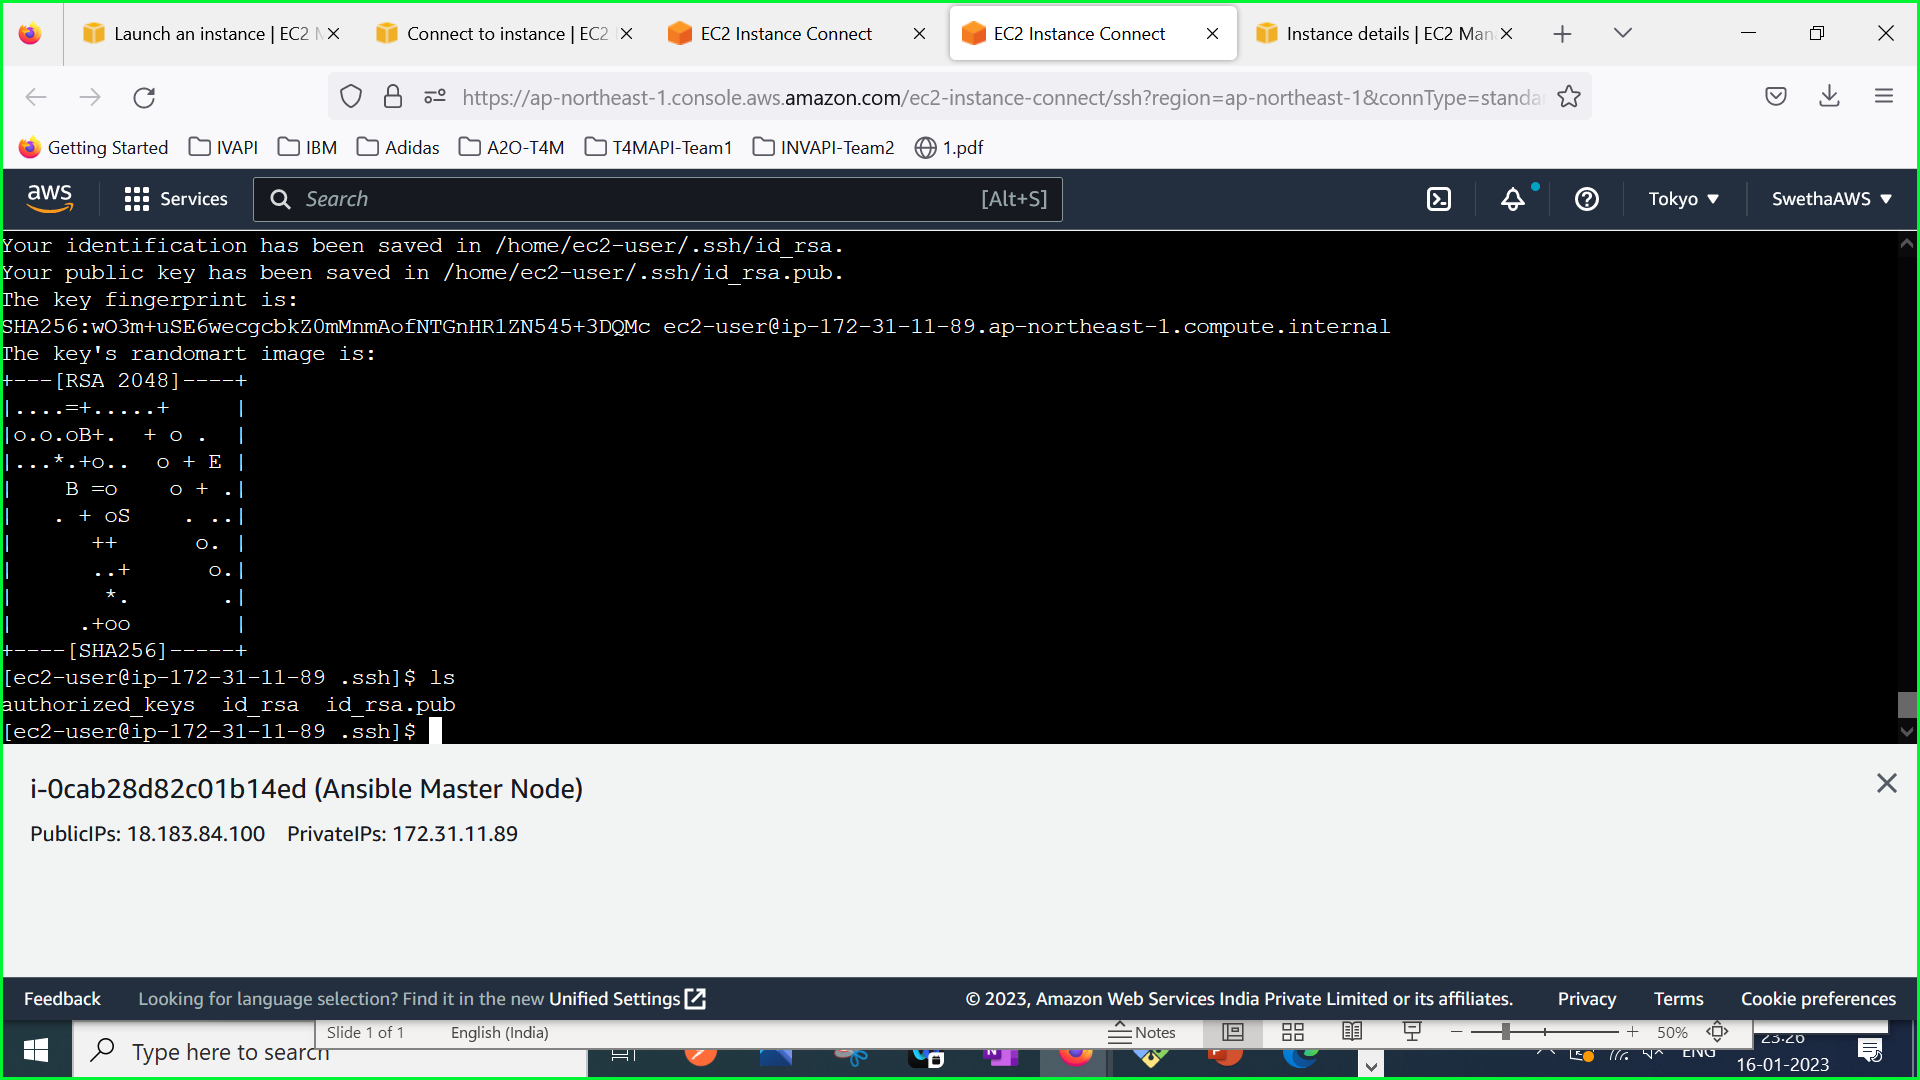 Launch an instance | EC2 M
Connect to instance | EC2
EC2 Instance Connect
EC2 Instance Connect
Instance details | EC2 Man
https://ap-northeast-1.console.aws.amazon.com/ec2-instance-connect/ssh?region=ap-northeast-1&connType=standa
Getting Started IVAPI IBM Adidas A2O-T4M T4MAPI-Team1 INVAPI-Team2 1.pdf
aws Services Search [Alt+S] Tokyo SwethaAWS
Your identification has been saved in /home/ec2-user/.ssh/id_rsa.
Your public key has been saved in /home/ec2-user/.ssh/id_rsa.pub.
The key fingerprint is:
SHA256:wO3m+uSE6wecgcbkZ0mMnmAofNTGnHR1ZN545+3DQMc ec2-user@ip-172-31-11-89.ap-northeast-1.compute.internal
The key's randomart image is:
+---[RSA 2048]----+
|....=+.....+     |
|o.o.oB+.  + o .  |
|...*.+o..  o + E |
|    B =o    o + .|
|   . + oS    . ..|
|      ++      o. |
|      ..+      o.|
|       *.       .|
|     .+oo        |
+----[SHA256]-----+
[ec2-user@ip-172-31-11-89 .ssh]$ ls
authorized_keys  id_rsa  id_rsa.pub
[ec2-user@ip-172-31-11-89 .ssh]$
i-0cab28d82c01b14ed (Ansible Master Node)
PublicIPs: 18.183.84.100 PrivateIPs: 172.31.11.89
Feedback Looking for language selection? Find it in the new Unified Settings © 2023, Amazon Web Services India Private Limited or its affiliates. Privacy Terms Cookie preferences
Slide 1 of 1 English (India) Notes 50%
Type here to search ENG 23:26
16-01-2023